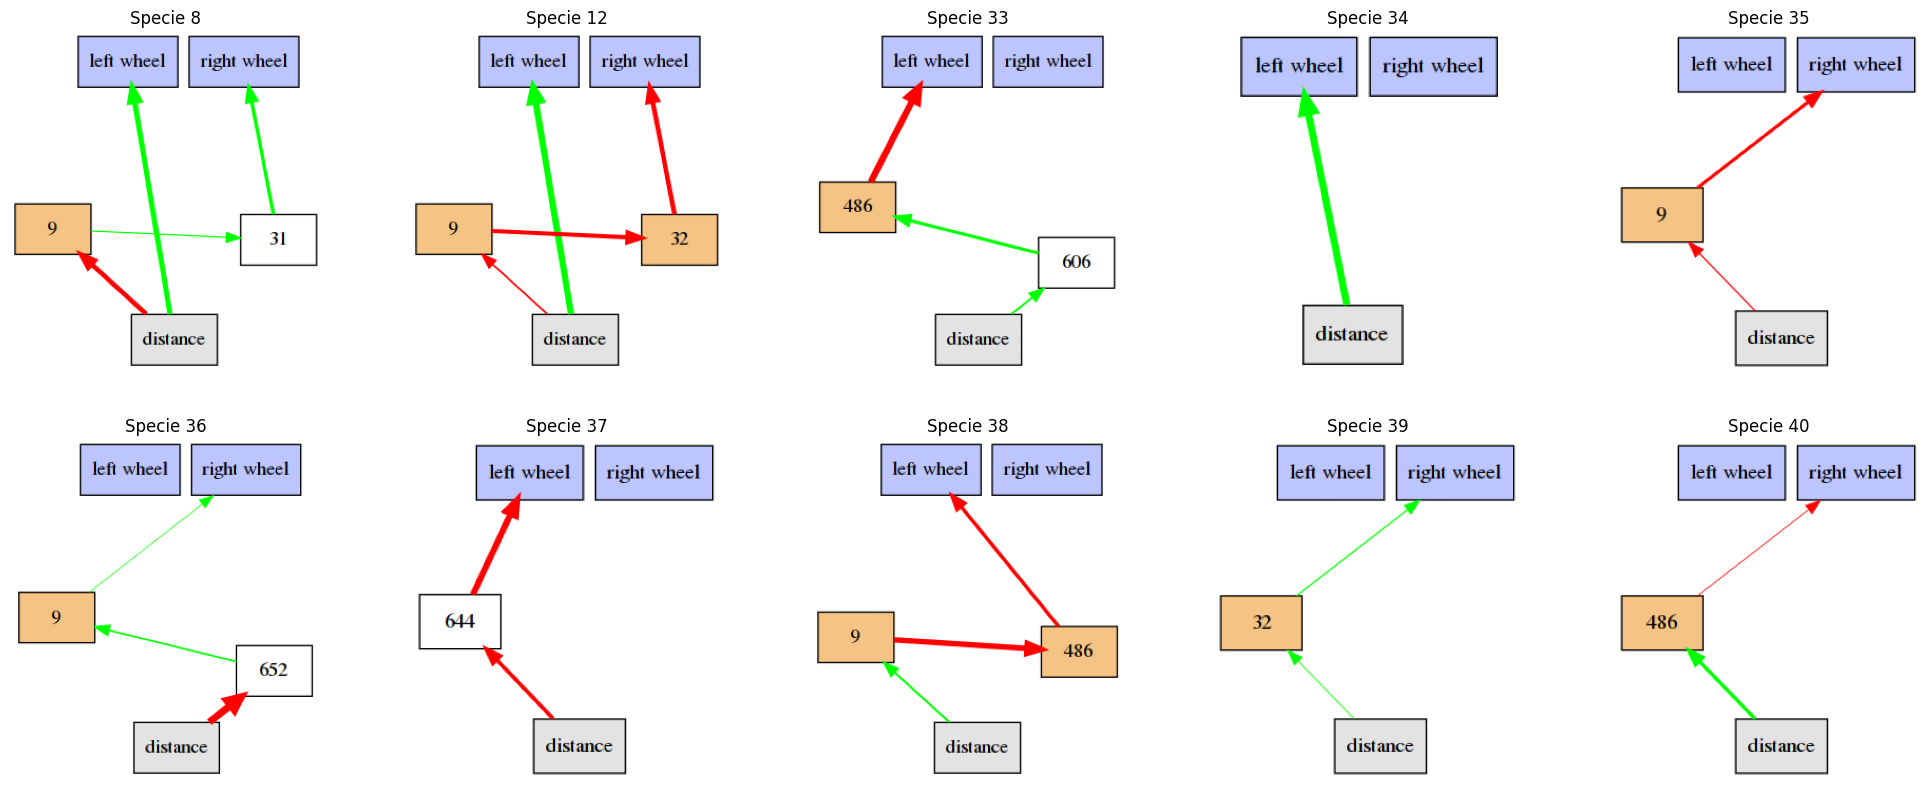 Specie 8
left wheel
right wheel
9
31
distance
Specie 12
left wheel
right wheel
9
32
distance
Specie 33
left wheel
right wheel
486
606
distance
Specie 34
left wheel
right wheel
distance
Specie 35
left wheel
right wheel
9
distance
Specie 36
left wheel
right wheel
9
652
distance
Specie 37
left wheel
right wheel
644
distance
Specie 38
left wheel
right wheel
9
486
distance
Specie 39
left wheel
right wheel
32
distance
Specie 40
left wheel
right wheel
486
distance